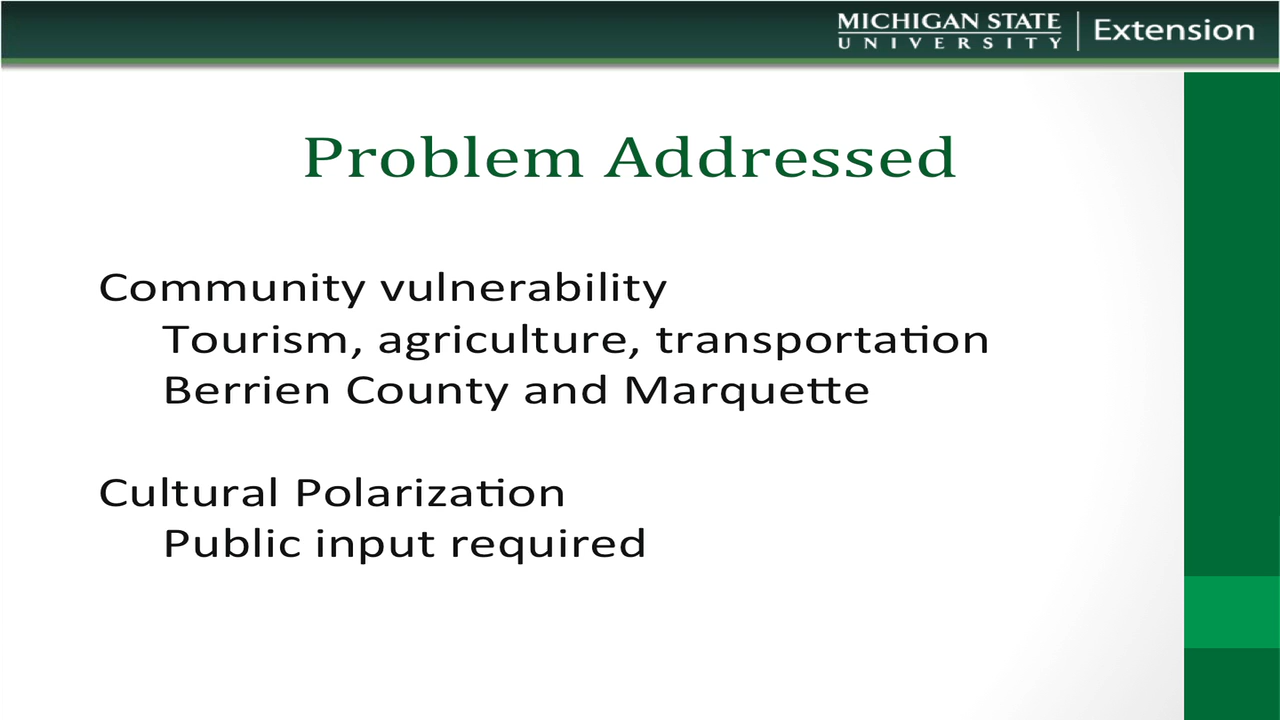 MICHIGAN STATE
UNIVERSITY
Extension
Problem Addressed
Community vulnerability
Tourism, agriculture, transportation
Berrien County and Marquette
Cultural Polarization
Public input required